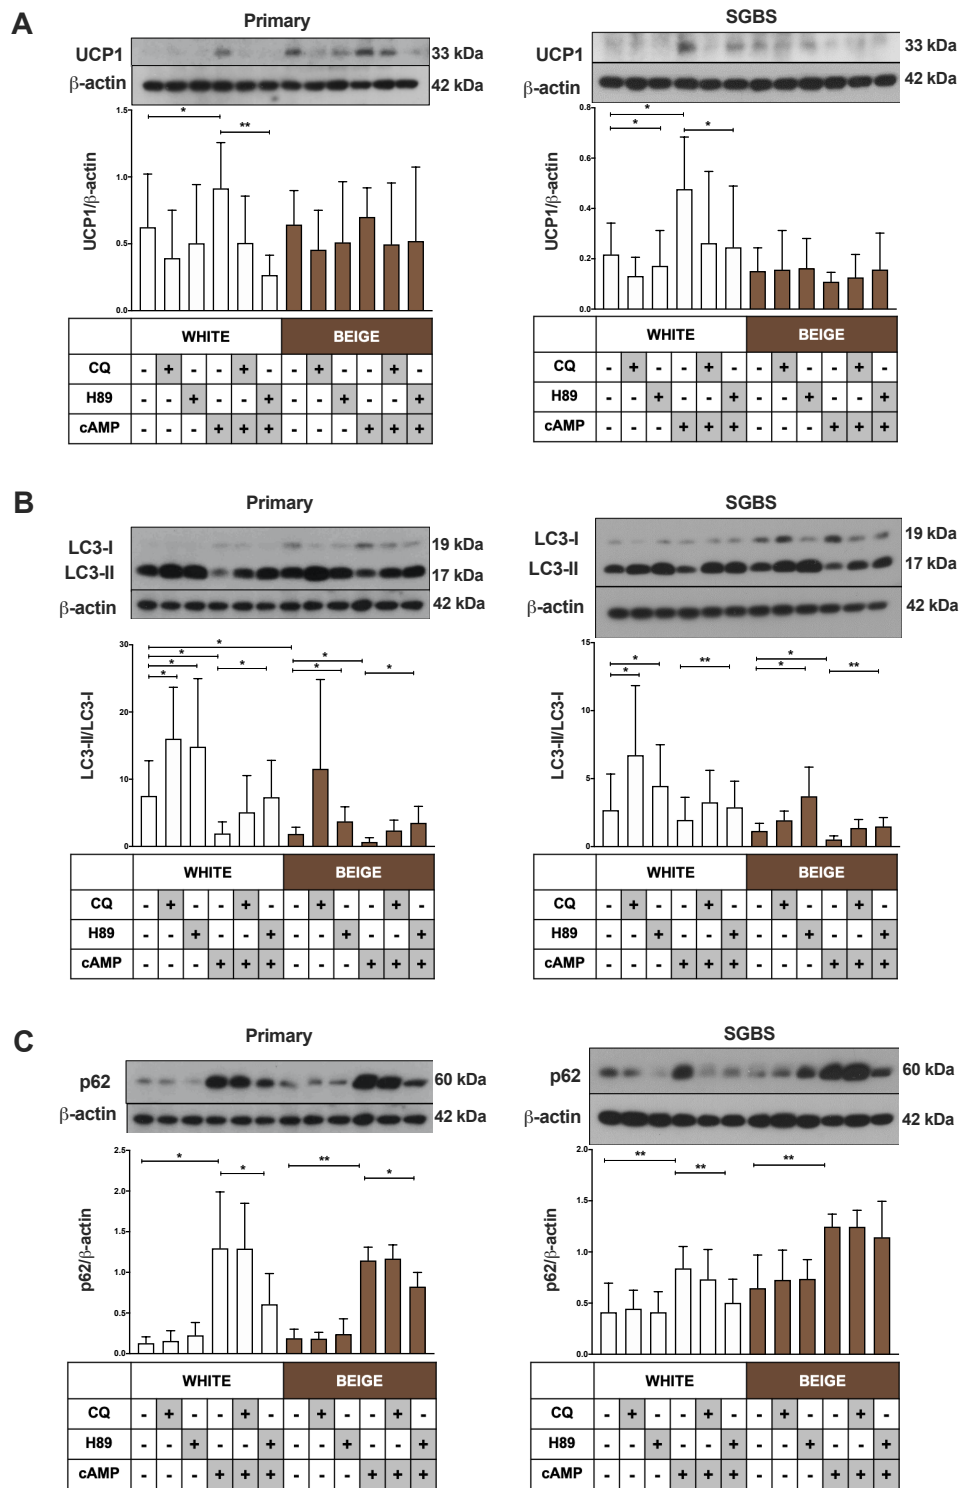 A
Primary
SGBS
UCP1
33 kDa
β-actin
42 kDa
UCP1
33 kDa
β-actin
42 kDa
UCP1/β-actin
1.5
1.0
0.5
0.0
*
**
UCP1/β-actin
0.8
0.6
0.4
0.2
0.0
*
*
*
WHITE BEIGE
CQ - + - - + - - + - - + -
H89 - - + - - + - - + - - +
cAMP - - - + + + - - - + + +
WHITE BEIGE
CQ - + - - + - - + - - + -
H89 - - + - - + - - + - - +
cAMP - - - + + + - - - + + +
B
Primary
SGBS
LC3-I
19 kDa
LC3-II
17 kDa
β-actin
42 kDa
LC3-I
19 kDa
LC3-II
17 kDa
β-actin
42 kDa
LC3-II/LC3-I
30
20
10
0
*
*
*
*
*
*
*
*
LC3-II/LC3-I
15
10
5
0
*
*
**
*
*
**
WHITE BEIGE
CQ - + - - + - - + - - + -
H89 - - + - - + - - + - - +
cAMP - - - + + + - - - + + +
WHITE BEIGE
CQ - + - - + - - + - - + -
H89 - - + - - + - - + - - +
cAMP - - - + + + - - - + + +
C
Primary
SGBS
p62
60 kDa
β-actin
42 kDa
p62
60 kDa
β-actin
42 kDa
p62/β-actin
2.5
2.0
1.5
1.0
0.5
0.0
*
*
**
*
p62/β-actin
2.0
1.5
1.0
0.5
0.0
**
**
**
WHITE BEIGE
CQ - + - - + - - + - - + -
H89 - - + - - + - - + - - +
cAMP - - - + + + - - - + + +
WHITE BEIGE
CQ - + - - + - - + - - + -
H89 - - + - - + - - + - - +
cAMP - - - + + + - - - + + +